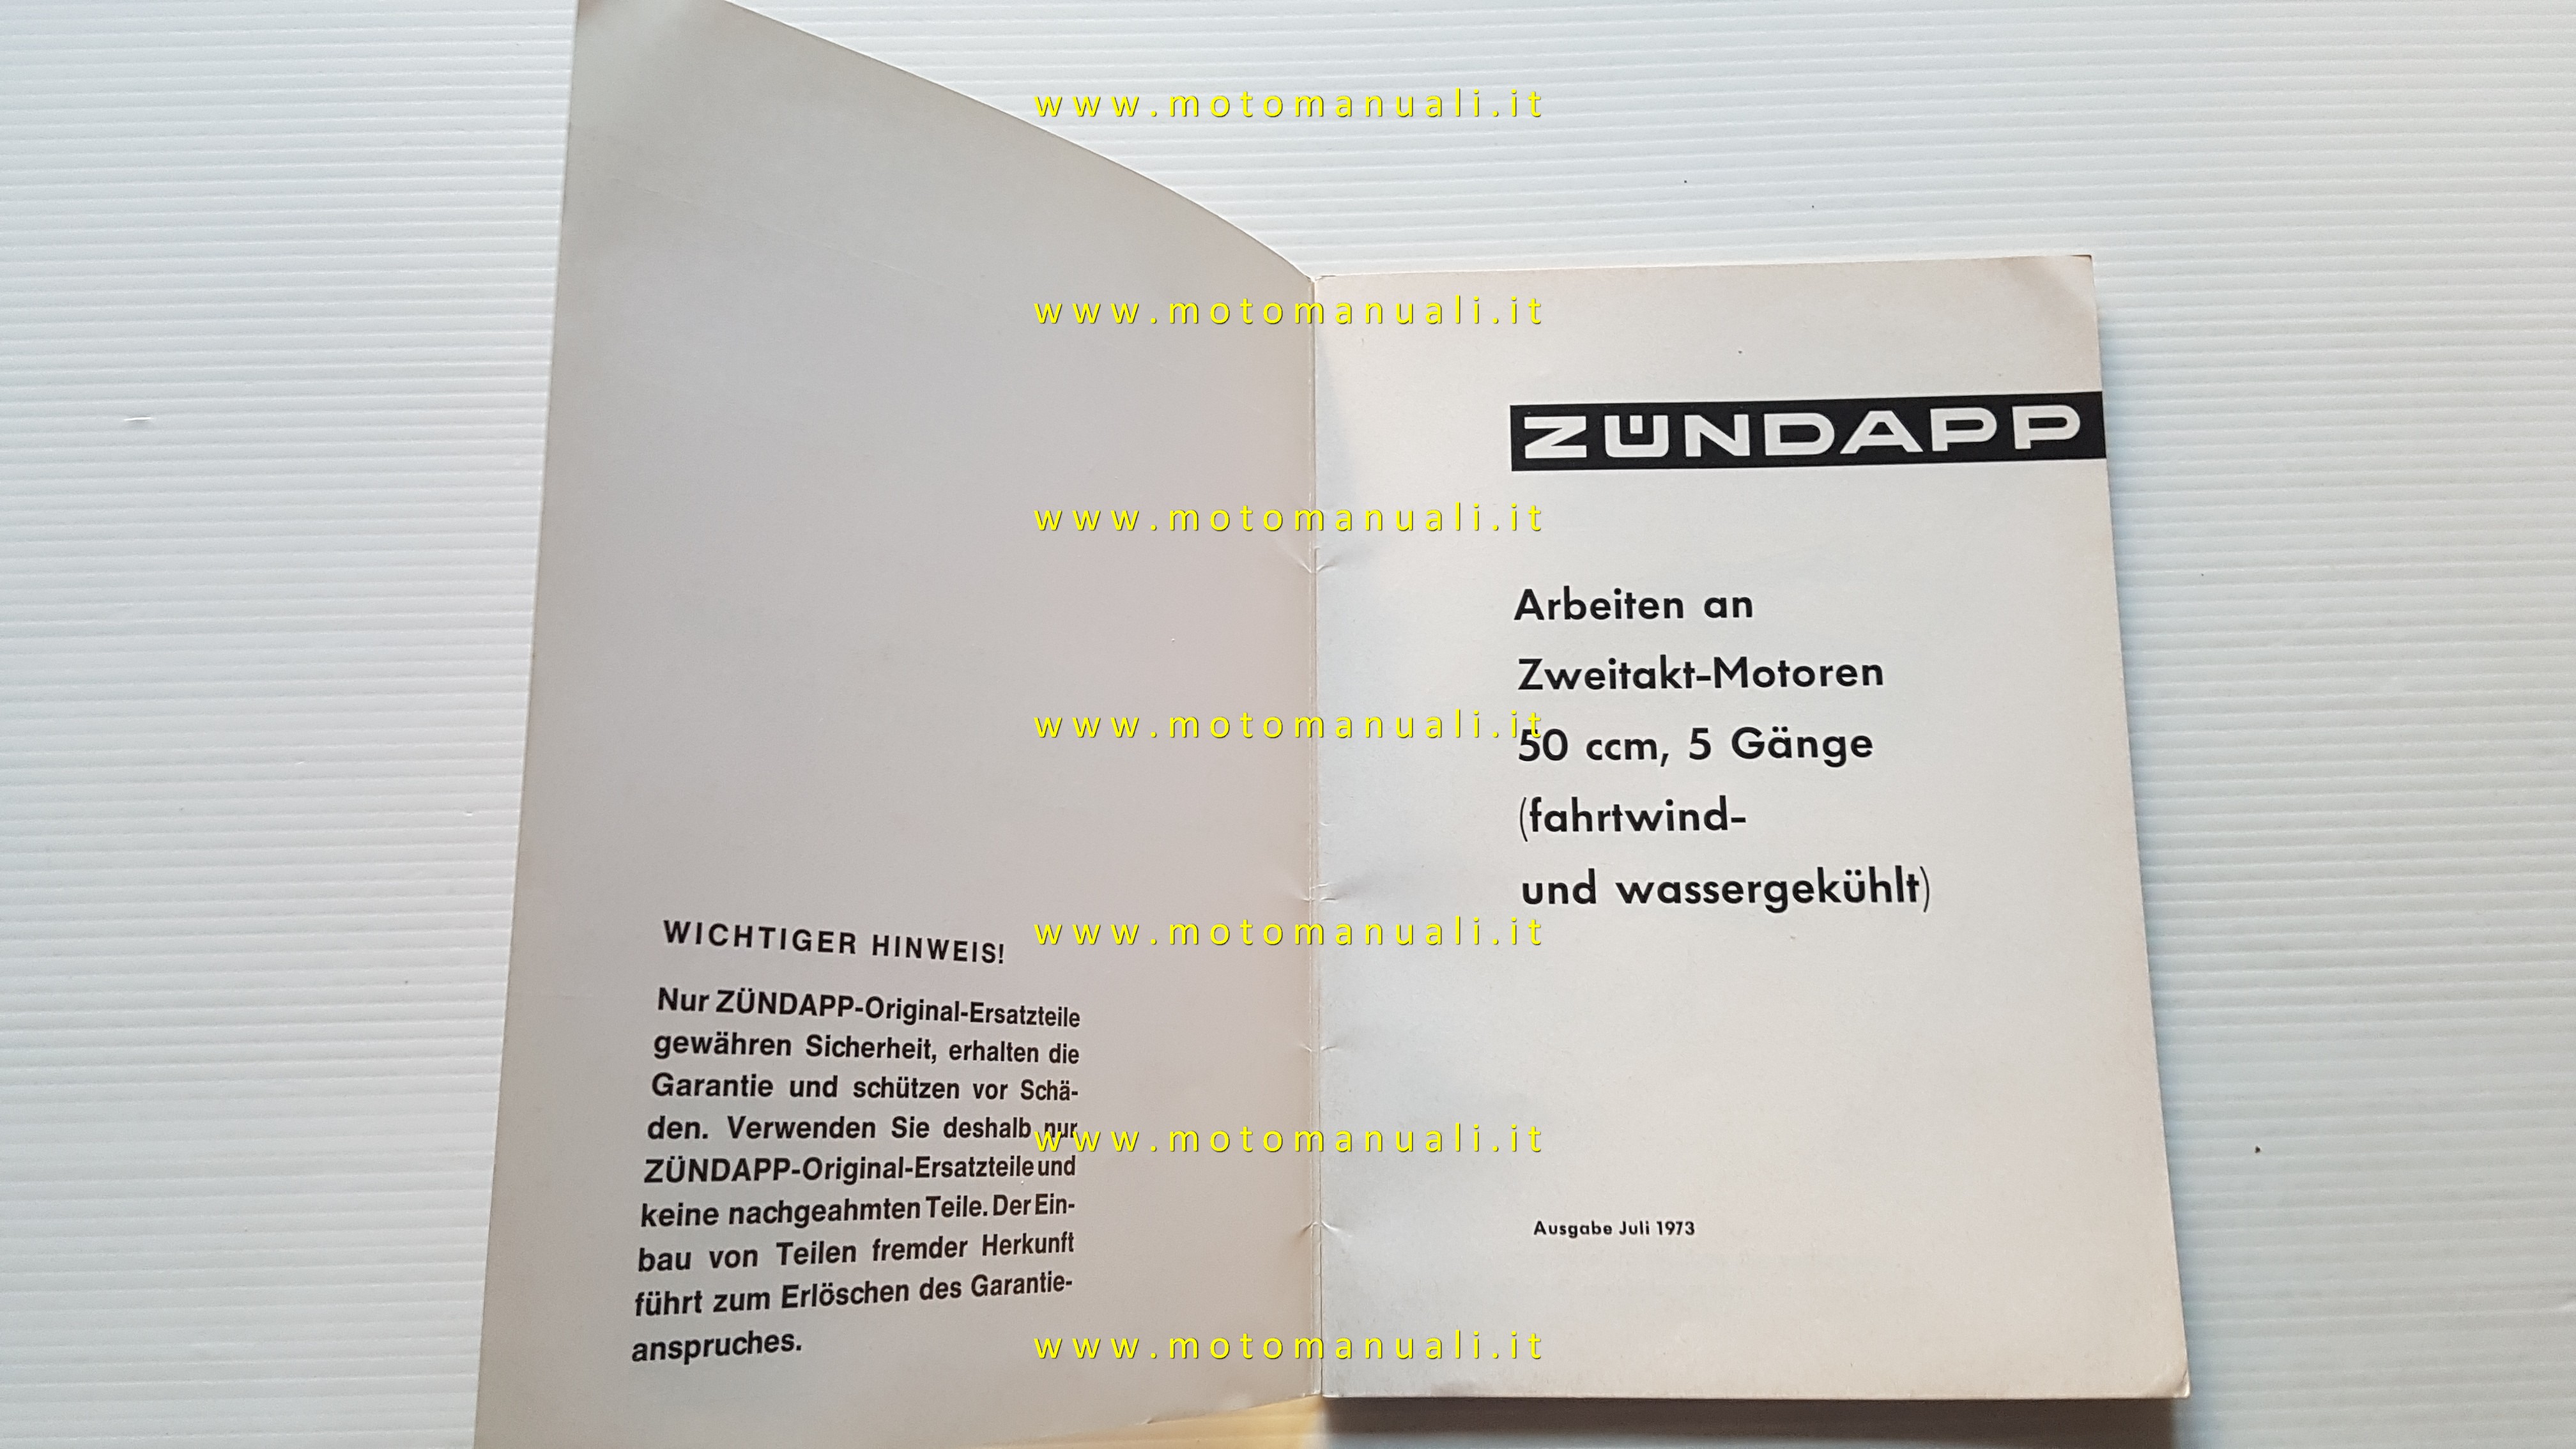 www.motomanuali.it
www.motomanuali.it
www.motomanuali.it
www.motomanuali.it
www.motomanuali.it
www.motomanuali.it
www.motomanuali.it
WICHTIGER HINWEIS!
Nur ZÜNDAPP-Original-Ersatzteile
gewähren Sicherheit, erhalten die
Garantie und schützen vor Schä-
den. Verwenden Sie deshalb nur
ZÜNDAPP-Original-Ersatzteile und
keine nachgeahmten Teile. Der Ein-
bau von Teilen fremder Herkunft
führt zum Erlöschen des Garantie-
anspruches.
ZÜNDAPP
Arbeiten an
Zweitakt-Motoren
50 ccm, 5 Gänge
(fahrtwind-
und wassergekühlt)
Ausgabe Juli 1973